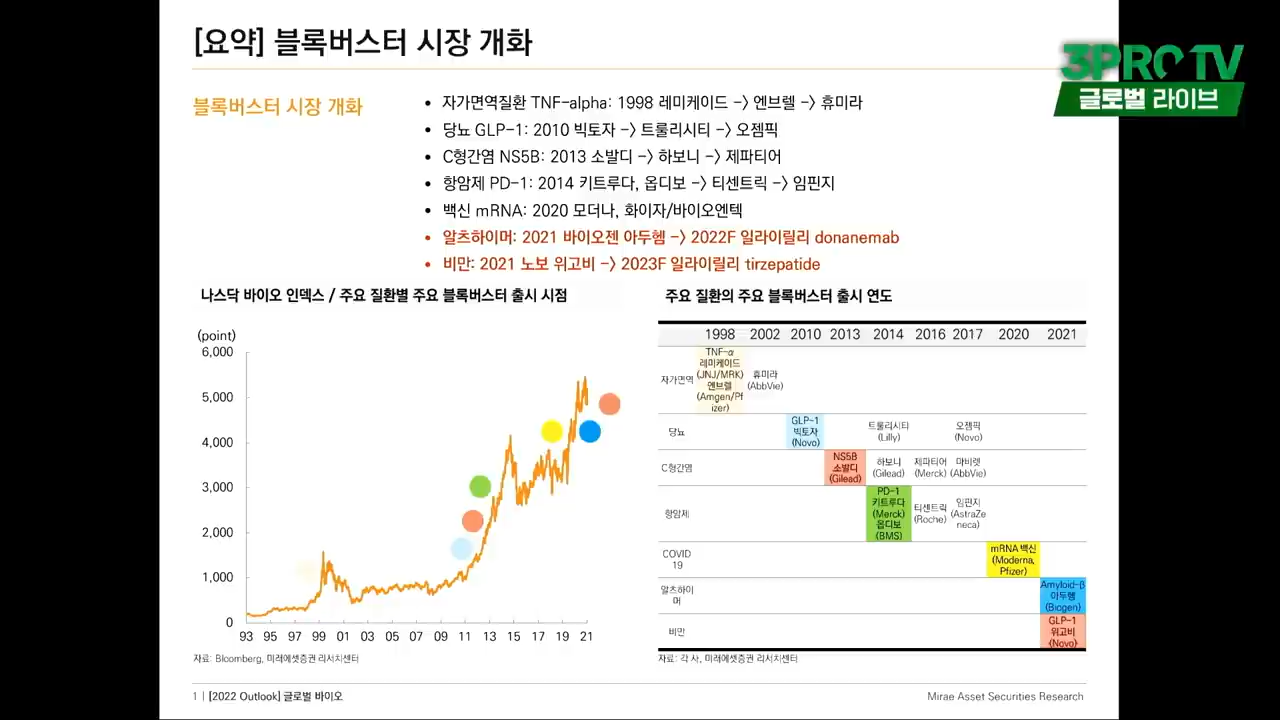 [요약] 블록버스터 시장 개화
3PRO TV
글로벌 라이브
블록버스터 시장 개화
• 자가면역질환 TNF-alpha: 1998 레미케이드 -> 엔브렐 -> 휴미라
• 당뇨 GLP-1: 2010 빅토자 -> 트룰리시티 -> 오젬픽
• C형간염 NS5B: 2013 소발디 -> 하보니 -> 제파티어
• 항암제 PD-1: 2014 키트루다, 옵디보 -> 티센트릭 -> 임핀지
• 백신 mRNA: 2020 모더나, 화이자/바이오엔텍
• 알츠하이머: 2021 바이오젠 아두헬 -> 2022F 일라이릴리 donanemab
• 비만: 2021 노보 위고비 -> 2023F 일라이릴리 tirzepatide
나스닥 바이오 인덱스 / 주요 질환별 주요 블록버스터 출시 시점
(point)
6,000
5,000
4,000
3,000
2,000
1,000
0
93 95 97 99 01 03 05 07 09 11 13 15 17 19 21
자료: Bloomberg, 미래에셋증권 리서치센터
주요 질환의 주요 블록버스터 출시 연도
1998 2002 2010 2013 2014 2016 2017 2020 2021
자가면역
TNF-α
레미케이드
(JNJ/MRK)
엔브렐
(Amgen/Pf
izer)
휴미라
(AbbVie)
당뇨
GLP-1
빅토자
(Novo)
트룰리시티
(Lilly)
오젬픽
(Novo)
C형간염
NS5B
소발디
(Gilead)
하보니
(Gilead)
제파티어
(Merck)
마비렛
(AbbVie)
항암제
PD-1
키트루다
(Merck)
옵디보
(BMS)
티센트릭
(Roche)
임핀지
(AstraZe
neca)
COVID
19
mRNA 백신
(Moderna,
Pfizer)
알츠하이
머
Amyloid-β
아두헬
(Biogen)
비만
GLP-1
위고비
(Novo)
자료: 각 사, 미래에셋증권 리서치센터
1 | [2022 Outlook] 글로벌 바이오
Mirae Asset Securities Research